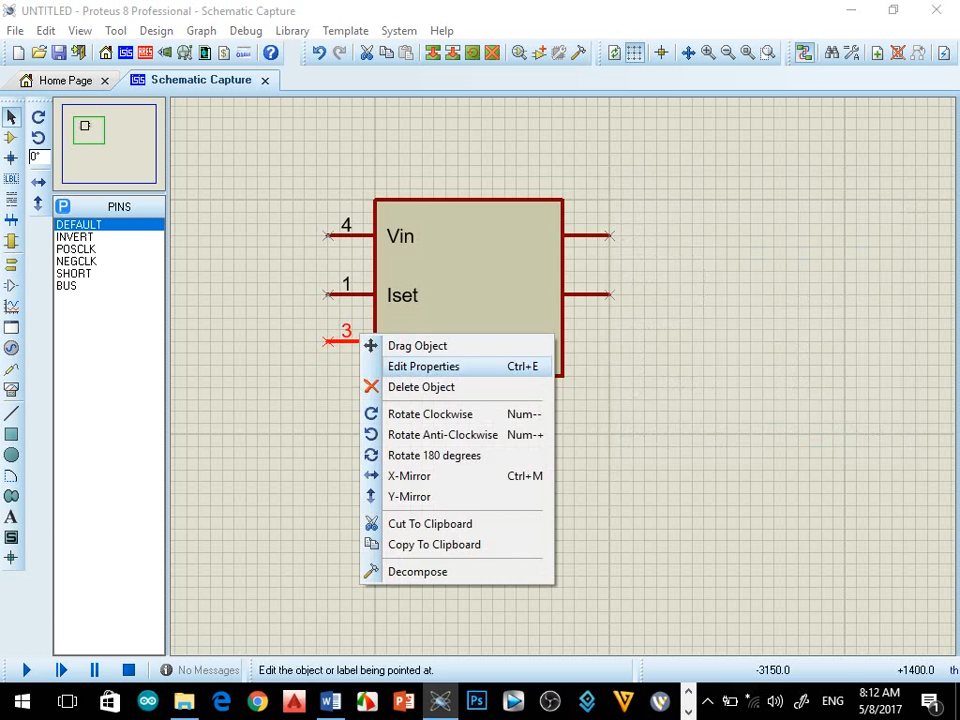 UNTITLED - Proteus 8 Professional - Schematic Capture
File Edit View Tool Design Graph Debug Library Template System Help
Home Page
Schematic Capture
0°
P PINS
DEFAULT
INVERT
POSCLK
NEGCLK
SHORT
BUS
LBL
A
4 Vin
1 Iset
3
Drag Object
Edit Properties Ctrl+E
Delete Object
Rotate Clockwise Num--
Rotate Anti-Clockwise Num-+
Rotate 180 degrees
X-Mirror Ctrl+M
Y-Mirror
Cut To Clipboard
Copy To Clipboard
Decompose
No Messages Edit the object or label being pointed at. -3150.0 +1400.0 th
ENG 8:12 AM
5/8/2017